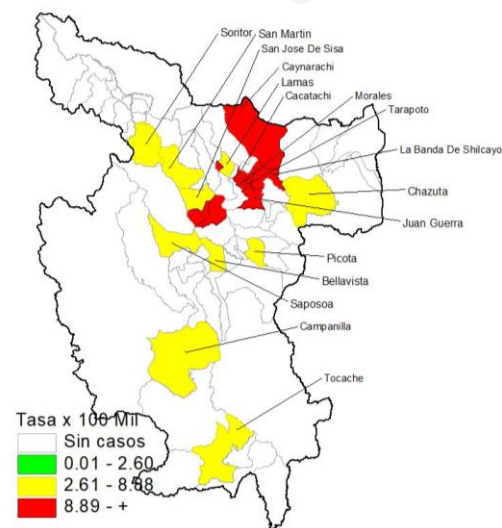 Soritor
San Martin
San Jose De Sisa
Caynarachi
Lamas
Cacatachi
Morales
Tarapoto
La Banda De Shilcayo
Chazuta
Juan Guerra
Picota
Bellavista
Saposoa
Campanilla
Tocache
Tasa x 100 Mil
Sin casos
0.01 - 2.60
2.61 - 8.88
8.89 - +